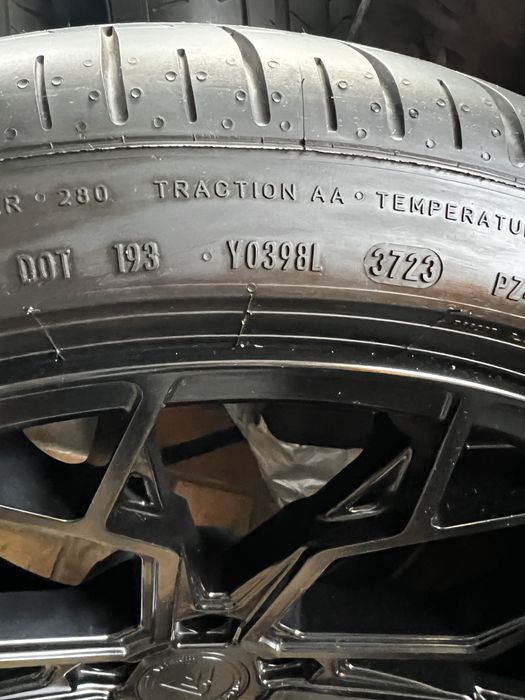 280 TRACTION AA • TEMPERATU
DOT 193 • Y0398L 3723 PZ